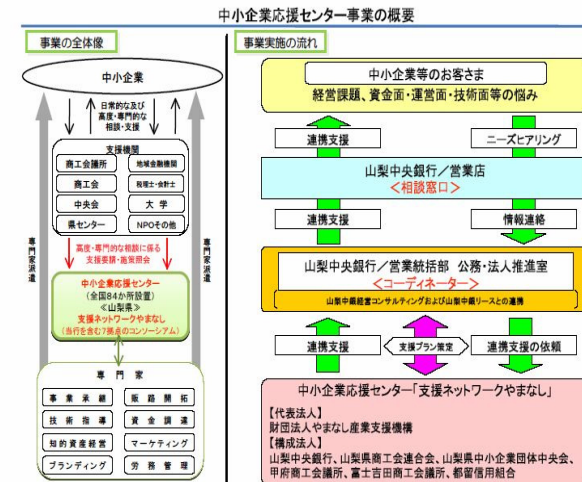 中小企業応援センター事業の概要
事業の全体像
中小企業
日常的な及び
高度・専門的な
相談・支援
支援機関
商工会議所
地域金融機関
商工会
税理士・会計士
中央会
大学
県センター
NPOその他
高度・専門的な相談に係る
支援要請・施策照会
専門家派遣
専門家派遣
中小企業応援センター
(全国84か所設置)
≪山梨県≫
支援ネットワークやまなし
(当行を含む7拠点のコンソーシアム)
専門家
事業承継
販路開拓
技術指導
資金調達
知的資産経営
マーケティング
ブランディング
労務管理
事業実施の流れ
中小企業等のお客さま
経営課題、資金面・運営面・技術面等の悩み
連携支援
ニーズヒアリング
山梨中央銀行/営業店
<相談窓口>
連携支援
情報連絡
山梨中央銀行/営業統括部 公務・法人推進室
<コーディネーター>
山梨中銀経営コンサルティングおよび山梨中銀リースとの連携
連携支援
支援プラン策定
連携支援の依頼
中小企業応援センター「支援ネットワークやまなし」
【代表法人】
財団法人やまなし産業支援機構
【構成法人】
山梨中央銀行、山梨県商工会連合会、山梨県中小企業団体中央会、
甲府商工会議所、富士吉田商工会議所、都留信用組合